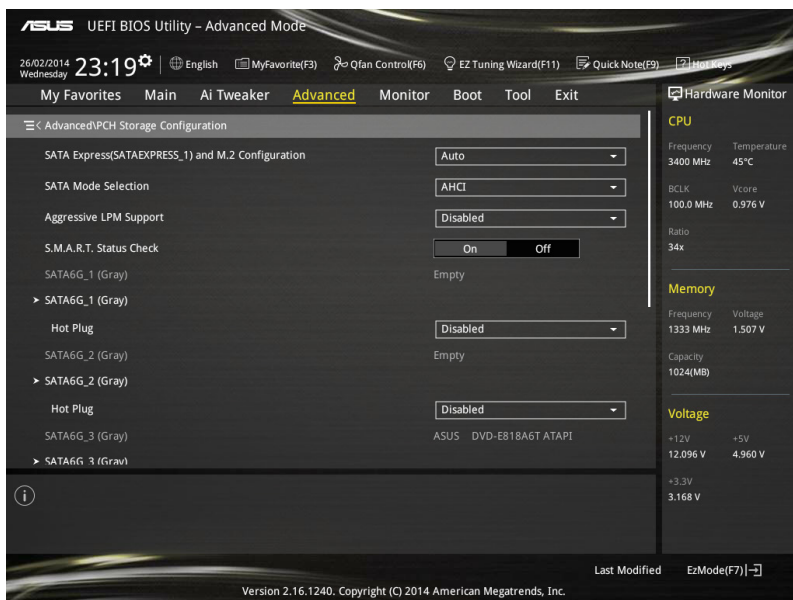 ASUS UEFI BIOS Utility – Advanced Mode
26/02/2014
Wednesday
23:19
English
MyFavorite(F3)
Qfan Control(F6)
EZ Tuning Wizard(F11)
Quick Note(F9)
? Hot Keys
My Favorites Main Ai Tweaker Advanced Monitor Boot Tool Exit
Advanced\PCH Storage Configuration
SATA Express(SATAEXPRESS_1) and M.2 Configuration Auto
SATA Mode Selection AHCI
Aggressive LPM Support Disabled
S.M.A.R.T. Status Check On Off
SATA6G_1 (Gray) Empty
> SATA6G_1 (Gray)
Hot Plug Disabled
SATA6G_2 (Gray) Empty
> SATA6G_2 (Gray)
Hot Plug Disabled
SATA6G_3 (Gray) ASUS DVD-E818A6T ATAPI
> SATA6G_3 (Gray)
Hardware Monitor
CPU
Frequency Temperature
3400 MHz 45°C
BCLK Vcore
100.0 MHz 0.976 V
Ratio
34x
Memory
Frequency Voltage
1333 MHz 1.507 V
Capacity
1024(MB)
Voltage
+12V +5V
12.096 V 4.960 V
+3.3V
3.168 V
i
Last Modified EzMode(F7)
Version 2.16.1240. Copyright (C) 2014 American Megatrends, Inc.